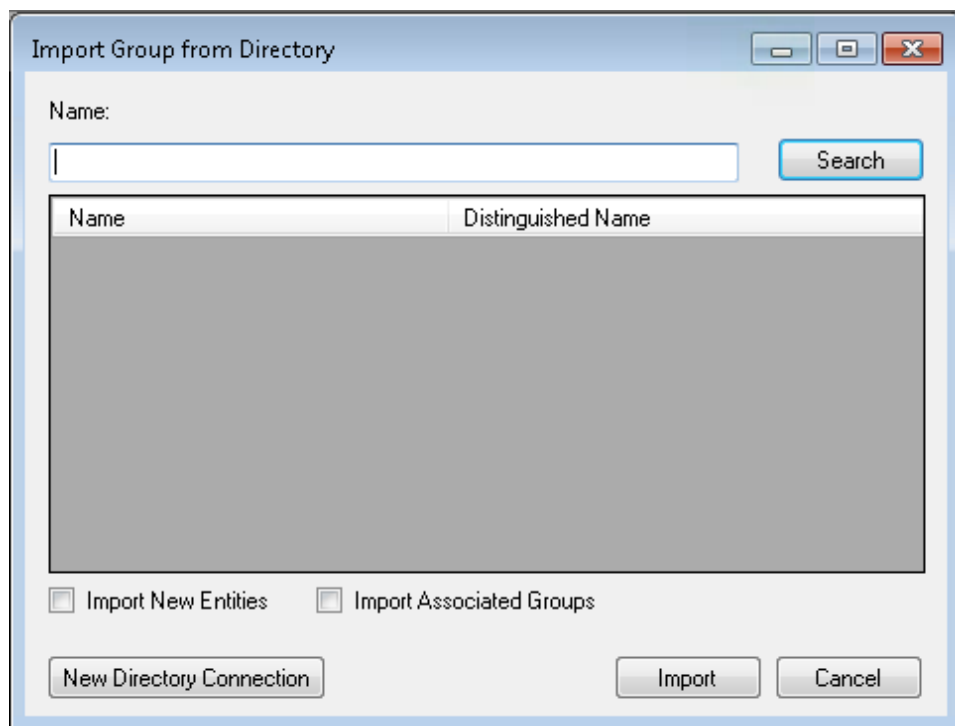 Import Group from Directory
Name:
Search
Name Distinguished Name
Import New Entities Import Associated Groups
New Directory Connection Import Cancel